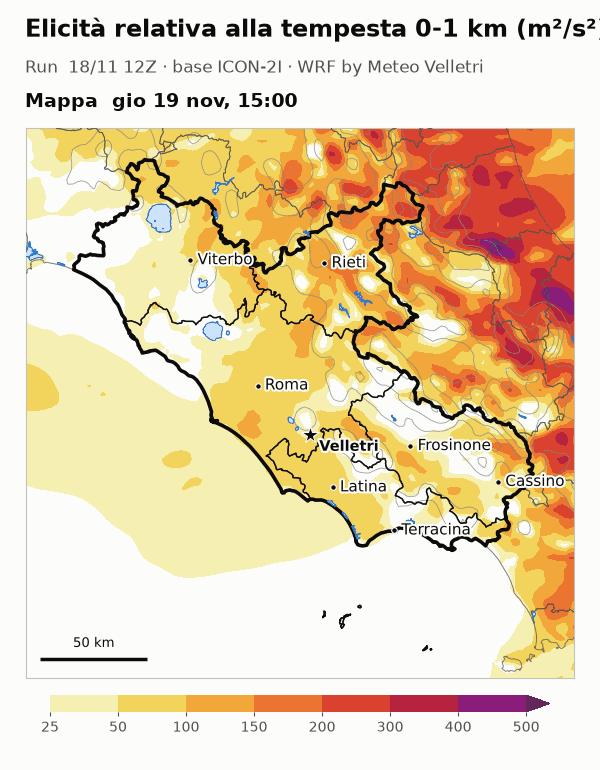 Elicità relativa alla tempesta 0-1 km (m²/s²)
Run 18/11 12Z · base ICON-2I · WRF by Meteo Velletri
Mappa gio 19 nov, 15:00
Viterbo
Rieti
Roma
Velletri
Frosinone
Cassino
Latina
Terracina
50 km
25 50 100 150 200 300 400 500